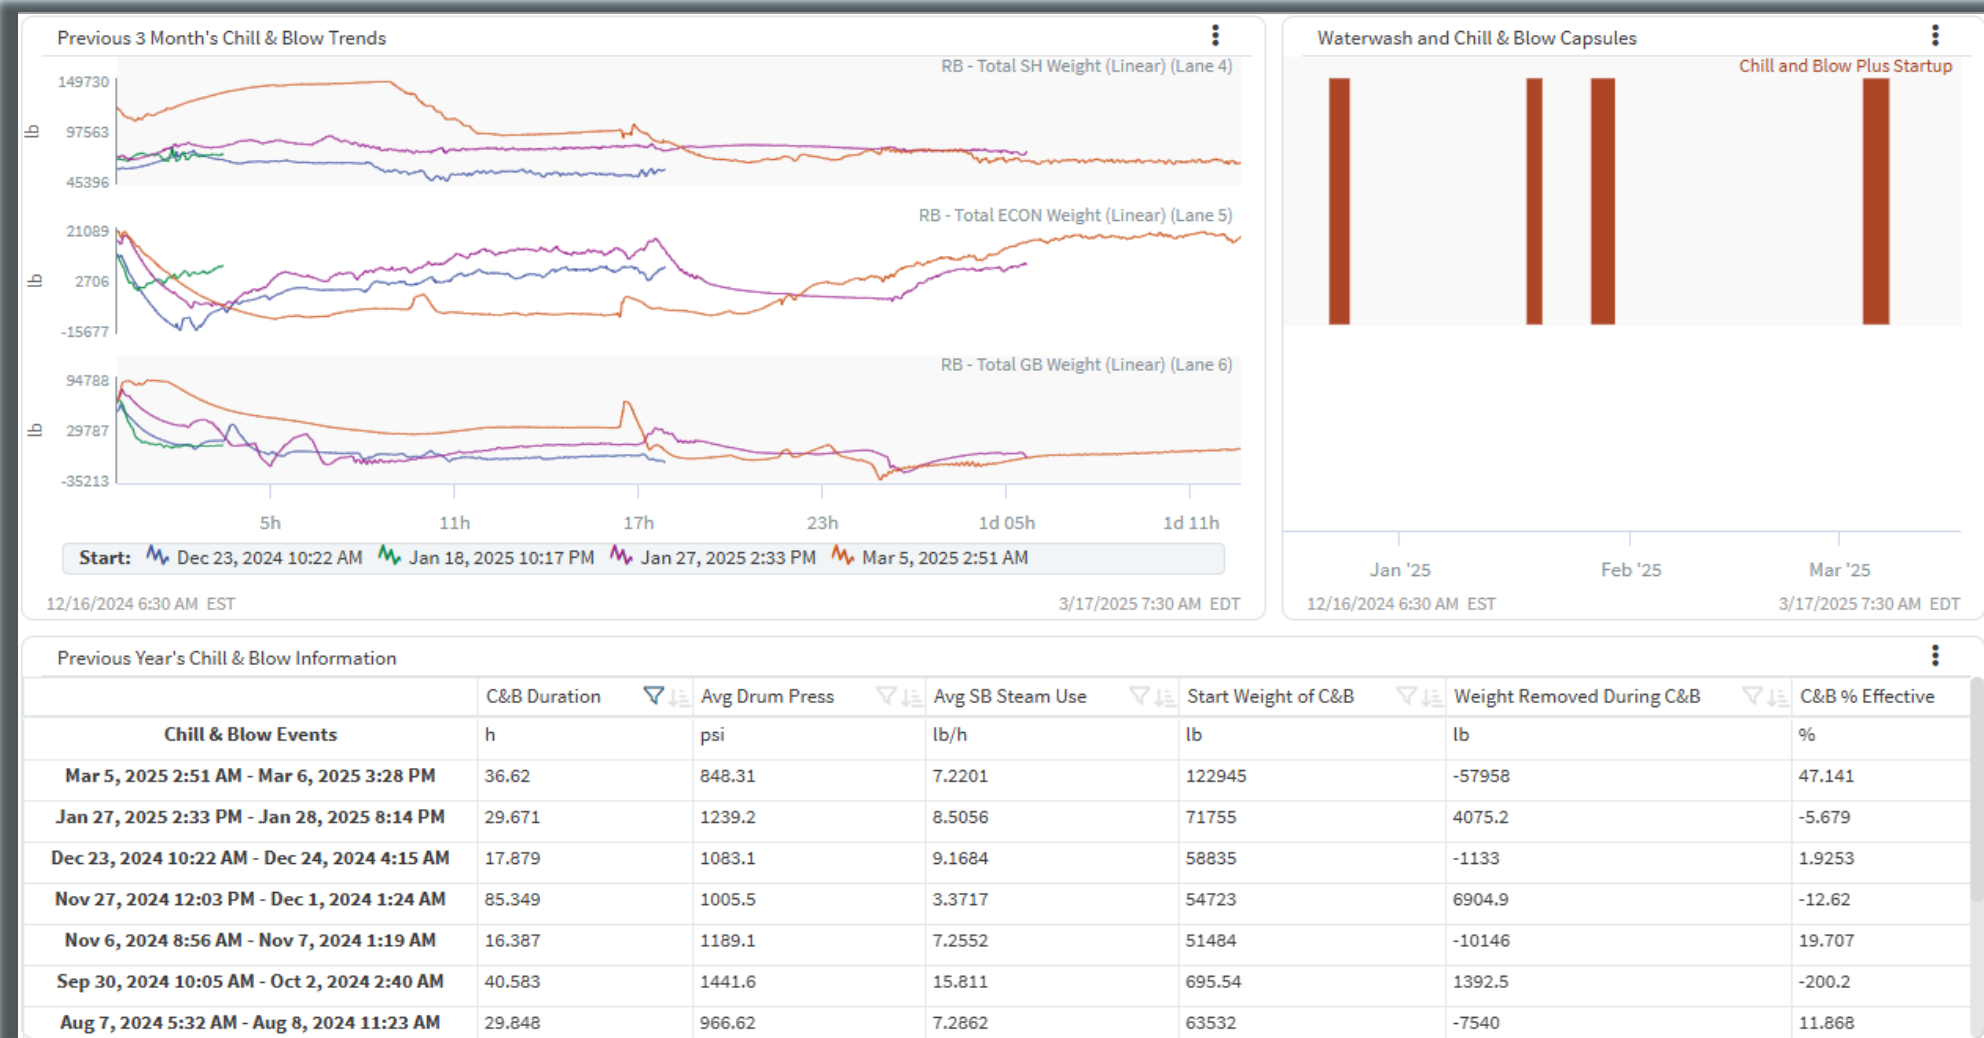 Previous 3 Month's Chill & Blow Trends
RB - Total SH Weight (Linear) (Lane 4)
149730
97563
45396
lb
RB - Total ECON Weight (Linear) (Lane 5)
21089
2706
-15677
lb
RB - Total GB Weight (Linear) (Lane 6)
94788
29787
-35213
lb
5h 11h 17h 23h 1d 05h 1d 11h
Start: Dec 23, 2024 10:22 AM Jan 18, 2025 10:17 PM Jan 27, 2025 2:33 PM Mar 5, 2025 2:51 AM
12/16/2024 6:30 AM EST 3/17/2025 7:30 AM EDT
Waterwash and Chill & Blow Capsules
Chill and Blow Plus Startup
Jan '25 Feb '25 Mar '25
12/16/2024 6:30 AM EST 3/17/2025 7:30 AM EDT
Previous Year's Chill & Blow Information
C&B Duration Avg Drum Press Avg SB Steam Use Start Weight of C&B Weight Removed During C&B C&B % Effective
Chill & Blow Events h psi lb/h lb lb %
Mar 5, 2025 2:51 AM - Mar 6, 2025 3:28 PM 36.62 848.31 7.2201 122945 -57958 47.141
Jan 27, 2025 2:33 PM - Jan 28, 2025 8:14 PM 29.671 1239.2 8.5056 71755 4075.2 -5.679
Dec 23, 2024 10:22 AM - Dec 24, 2024 4:15 AM 17.879 1083.1 9.1684 58835 -1133 1.9253
Nov 27, 2024 12:03 PM - Dec 1, 2024 1:24 AM 85.349 1005.5 3.3717 54723 6904.9 -12.62
Nov 6, 2024 8:56 AM - Nov 7, 2024 1:19 AM 16.387 1189.1 7.2552 51484 -10146 19.707
Sep 30, 2024 10:05 AM - Oct 2, 2024 2:40 AM 40.583 1441.6 15.811 695.54 1392.5 -200.2
Aug 7, 2024 5:32 AM - Aug 8, 2024 11:23 AM 29.848 966.62 7.2862 63532 -7540 11.868